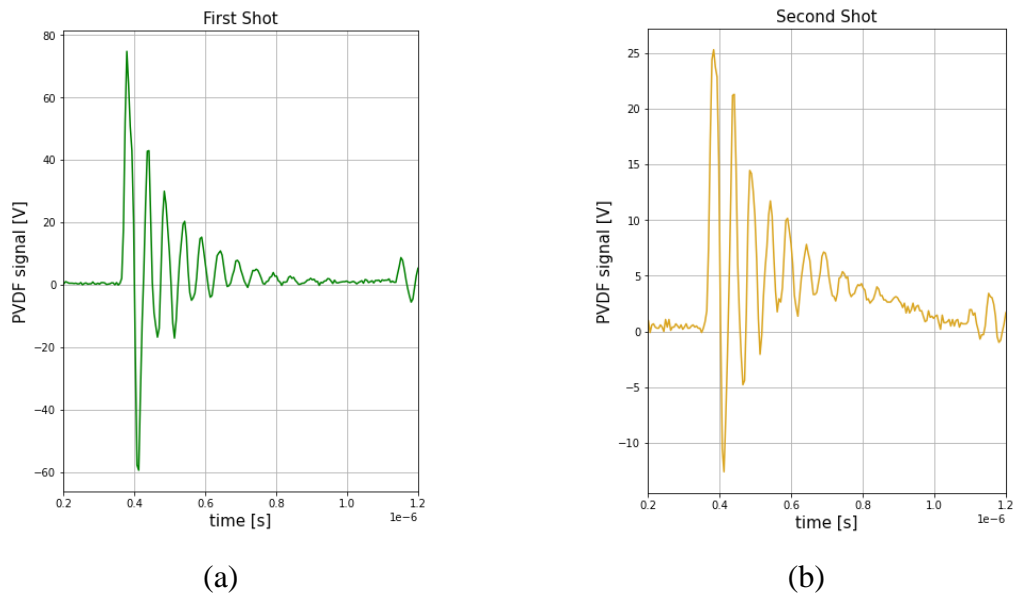 First Shot
80
60
40
20
0
−20
−40
−60
PVDF signal [V]
0.2 0.4 0.6 0.8 1.0 1.2
1e-6
time [s]
(a)
Second Shot
25
20
15
10
5
0
−5
−10
PVDF signal [V]
0.2 0.4 0.6 0.8 1.0 1.2
1e-6
time [s]
(b)